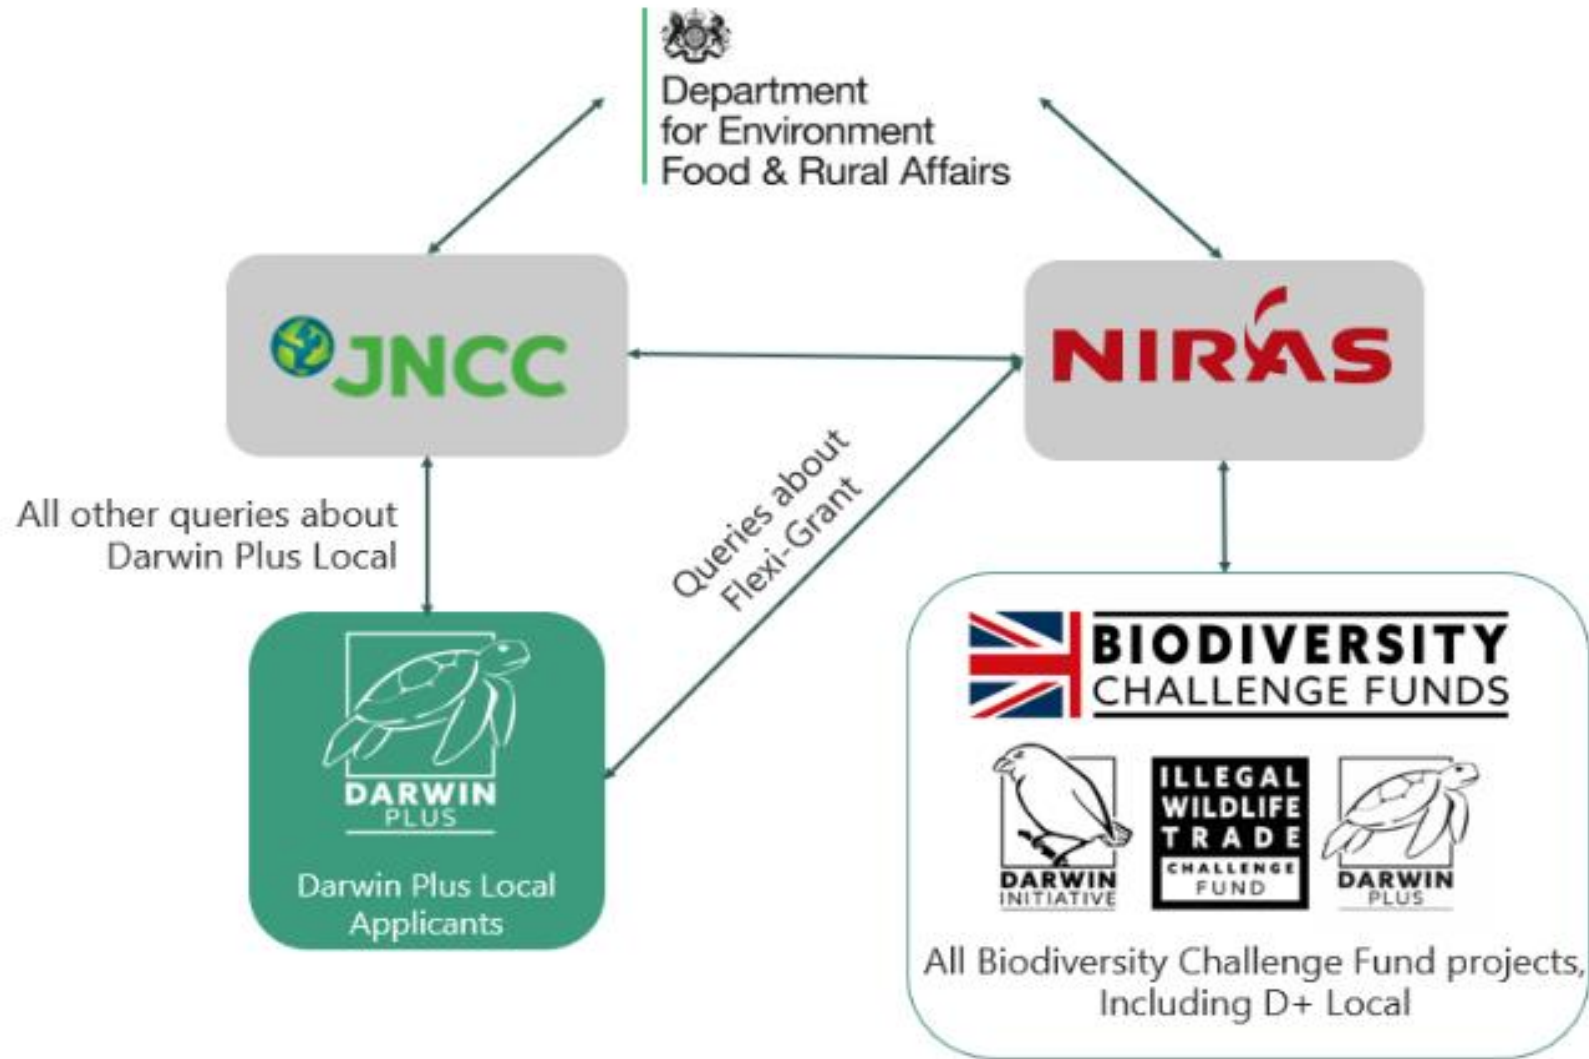 Department
for Environment
Food & Rural Affairs
JNCC
NIRAS
All other queries about
Darwin Plus Local
Queries about
Flexi-Grant
DARWIN
PLUS
Darwin Plus Local
Applicants
BIODIVERSITY
CHALLENGE FUNDS
DARWIN
INITIATIVE
ILLEGAL
WILDLIFE
TRADE
CHALLENGE
FUND
DARWIN
PLUS
All Biodiversity Challenge Fund projects,
Including D+ Local